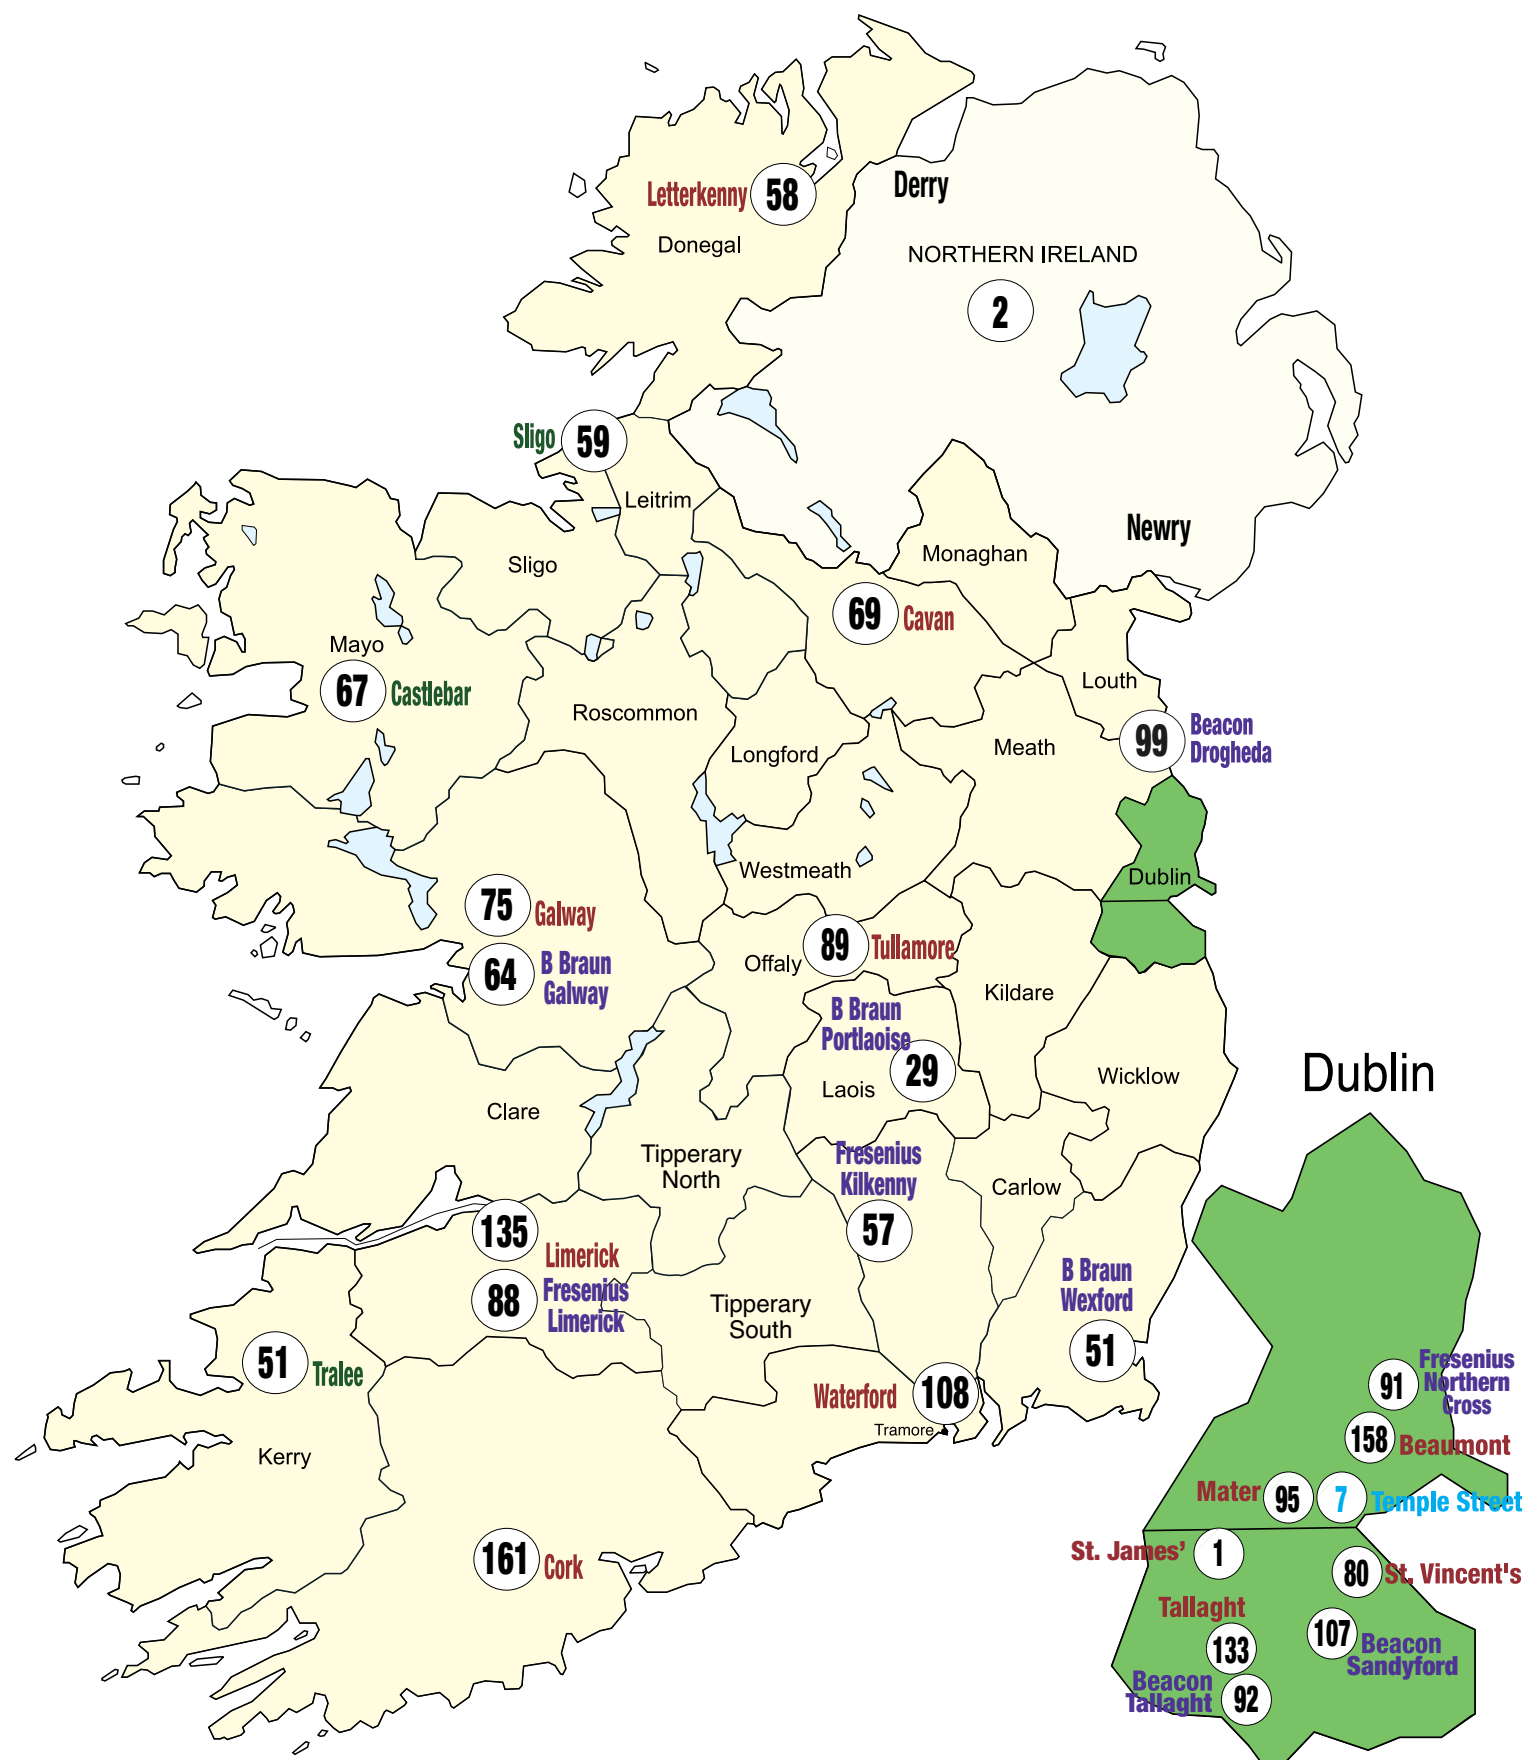 Derry
Letterkenny 58
Donegal
NORTHERN IRELAND
2
Sligo 59
Leitrim
Newry
Monaghan
Sligo
69 Cavan
Mayo
67 Castlebar
Louth
Roscommon
Longford
Meath
99 Beacon
Drogheda
Westmeath
Dublin
75 Galway
64 B Braun
Galway
89 Tullamore
Offaly
Kildare
B Braun
Portlaoise
29
Laois
Wicklow
Clare
Tipperary
North
Fresenius
Kilkenny
57
Carlow
135
Limerick
88 Fresenius
Limerick
B Braun
Wexford
51
Tipperary
South
51 Tralee
Waterford 108
Tramore
Kerry
161 Cork
Dublin
91 Fresenius
Northern
Cross
158 Beaumont
Mater 95
7 Temple Street
St. James' 1
80 St. Vincent's
Tallaght
133
107 Beacon
Sandyford
Beacon
Tallaght 92